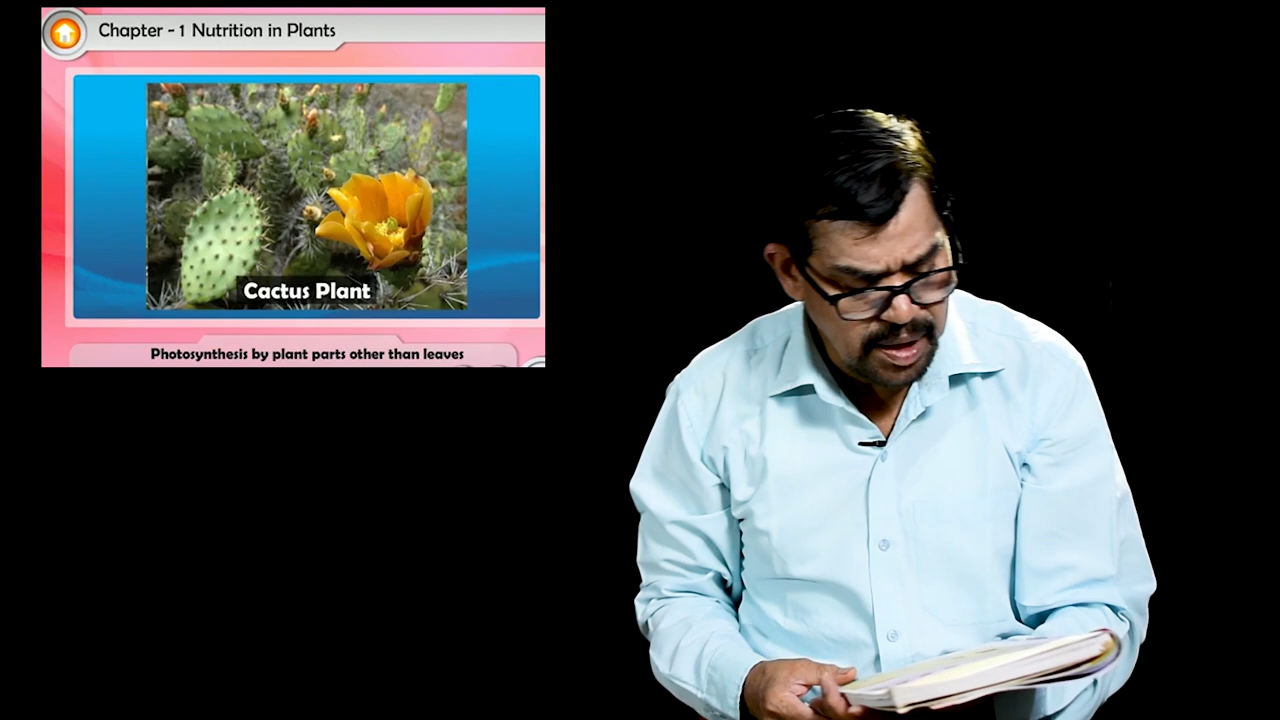 Chapter - 1 Nutrition in Plants
Cactus Plant
Photosynthesis by plant parts other than leaves